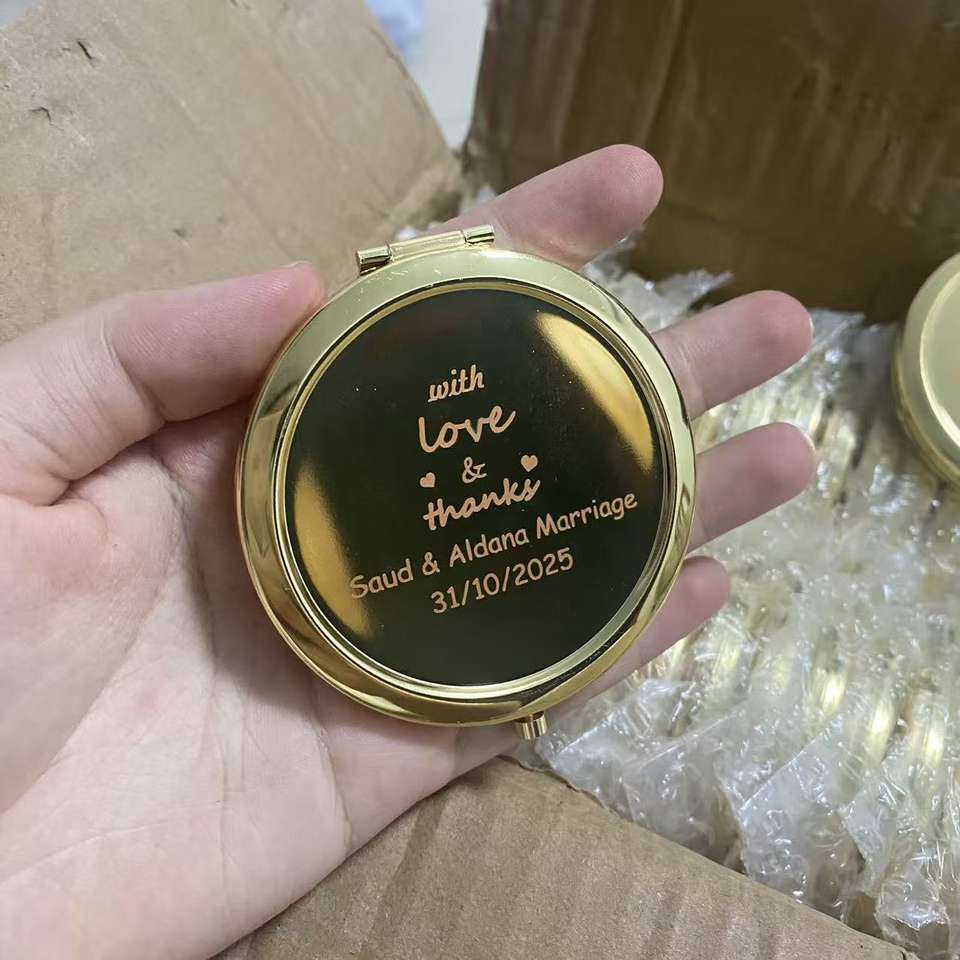 with
love
&
thanks
Saud & Aldana Marriage
31/10/2025